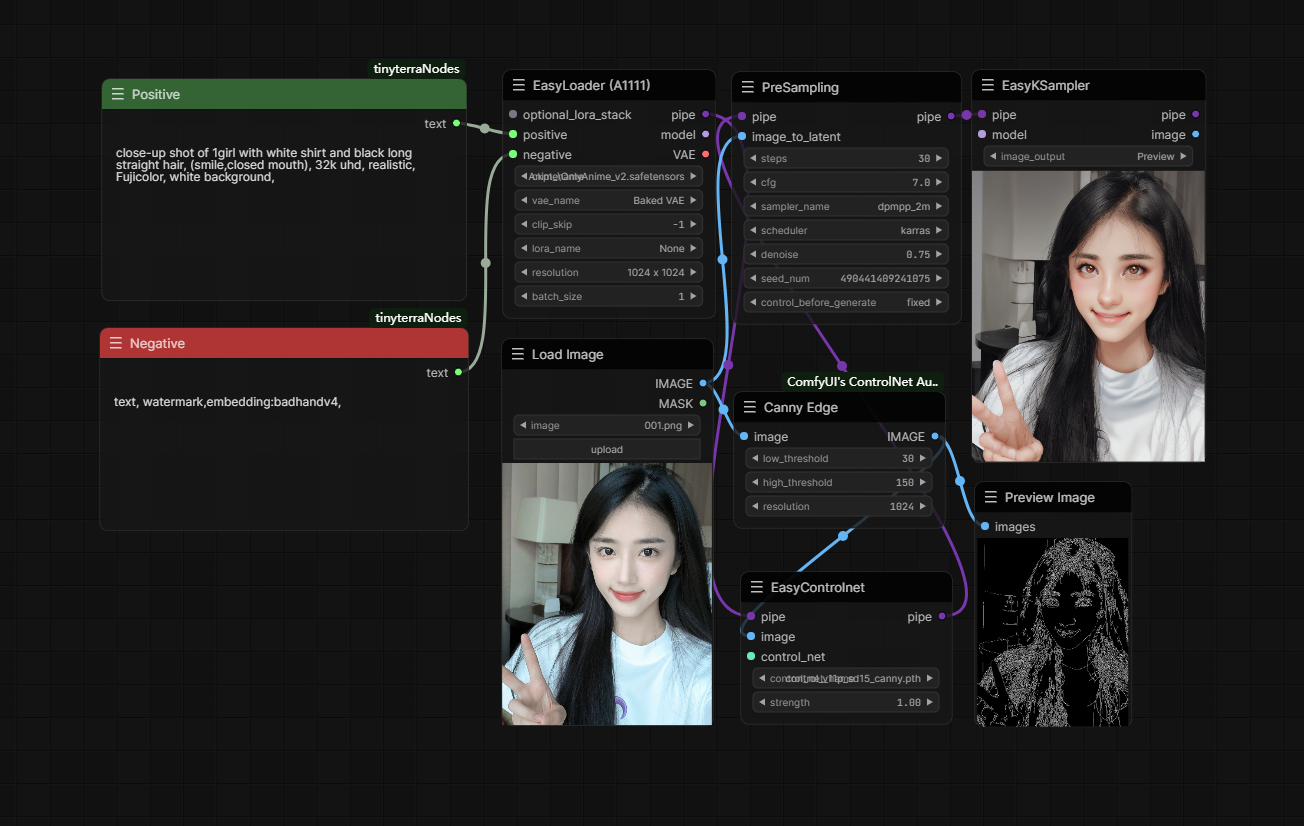 tinyterraNodes
Positive
text
close-up shot of 1girl with white shirt and black long
straight hair, (smile,closed mouth), 32k uhd, realistic,
Fujicolor, white background,
tinyterraNodes
Negative
text
text, watermark,embedding:badhandv4,
EasyLoader (A1111)
optional_lora_stack pipe
positive model
negative VAE
vae_name Baked VAE
clip_skip -1
lora_name None
resolution 1024 x 1024
batch_size 1
Load Image
IMAGE
MASK
image 001.png
upload
PreSampling
pipe pipe
image_to_latent
steps 30
cfg 7.0
sampler_name dpmpp_2m
scheduler karras
denoise 0.75
seed_num 490441409241075
control_before_generate fixed
ComfyUI's ControlNet Au..
Canny Edge
image IMAGE
low_threshold 30
high_threshold 150
resolution 1024
EasyControlnet
pipe pipe
image
control_net
strength 1.00
EasyKSampler
pipe pipe
model image
image_output Preview
Preview Image
images